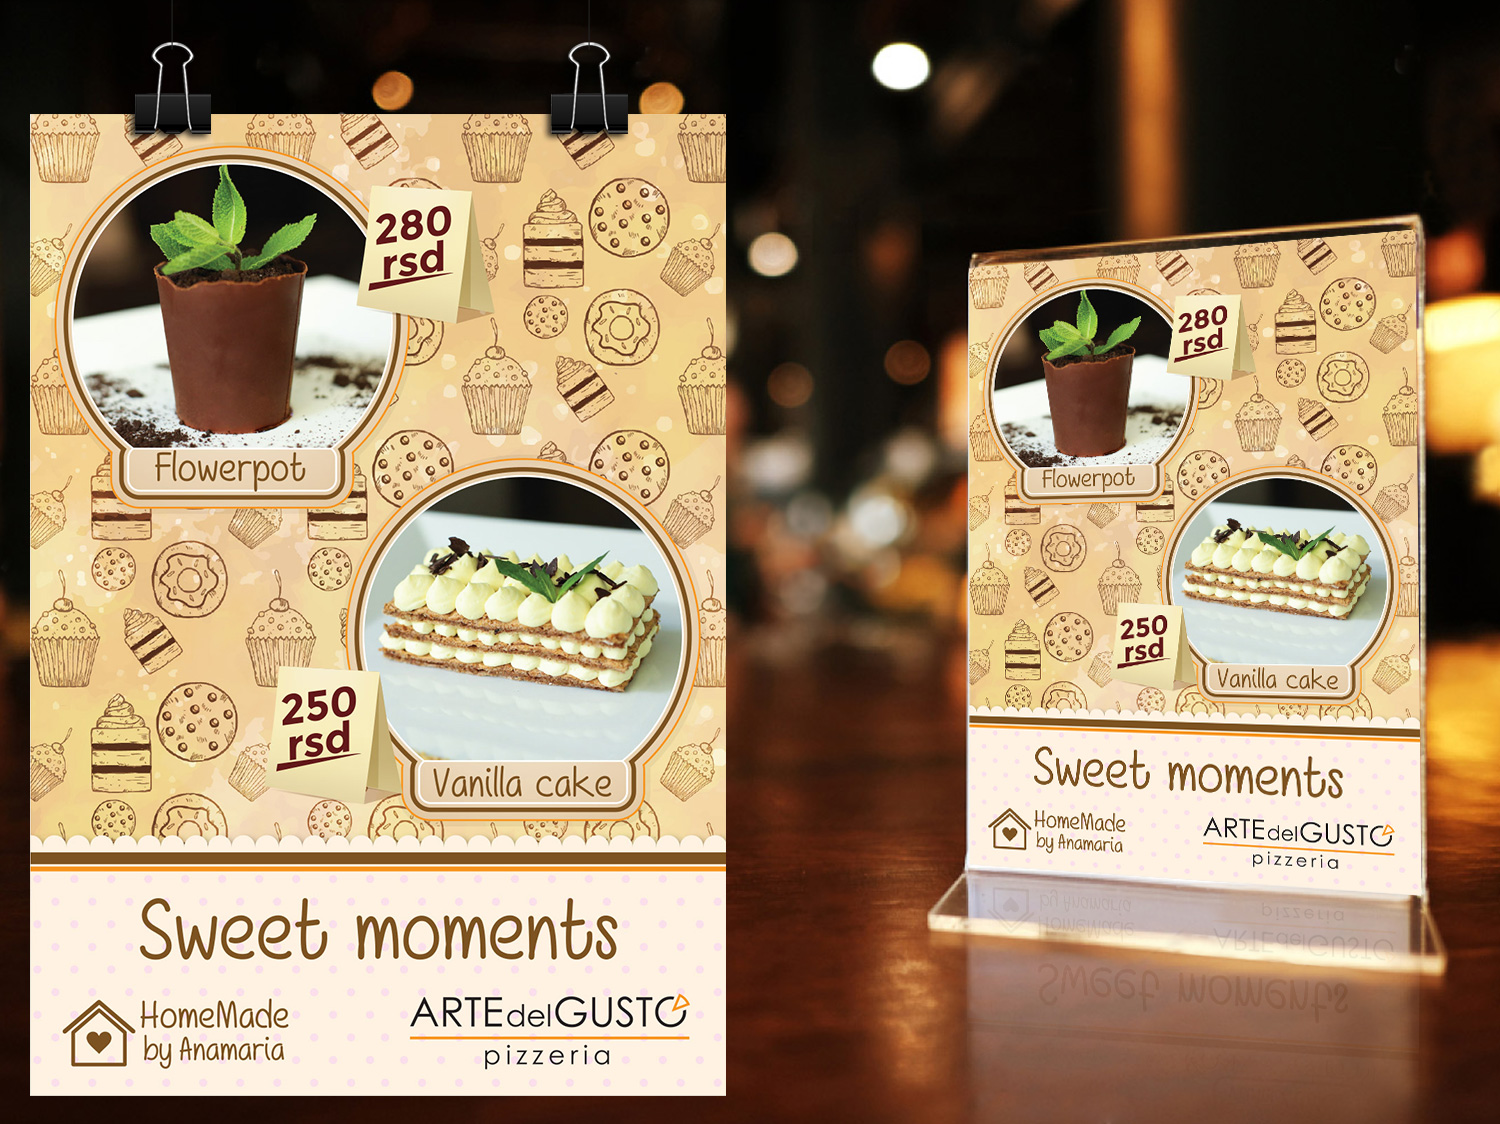 280
rsd
Flowerpot
250
rsd
Vanilla cake
Sweet moments
HomeMade
by Anamaria
ARTEdelGUSTO
pizzeria
280
rsd
Flowerpot
250
rsd
Vanilla cake
Sweet moments
HomeMade
by Anamaria
ARTEdelGUSTO
pizzeria